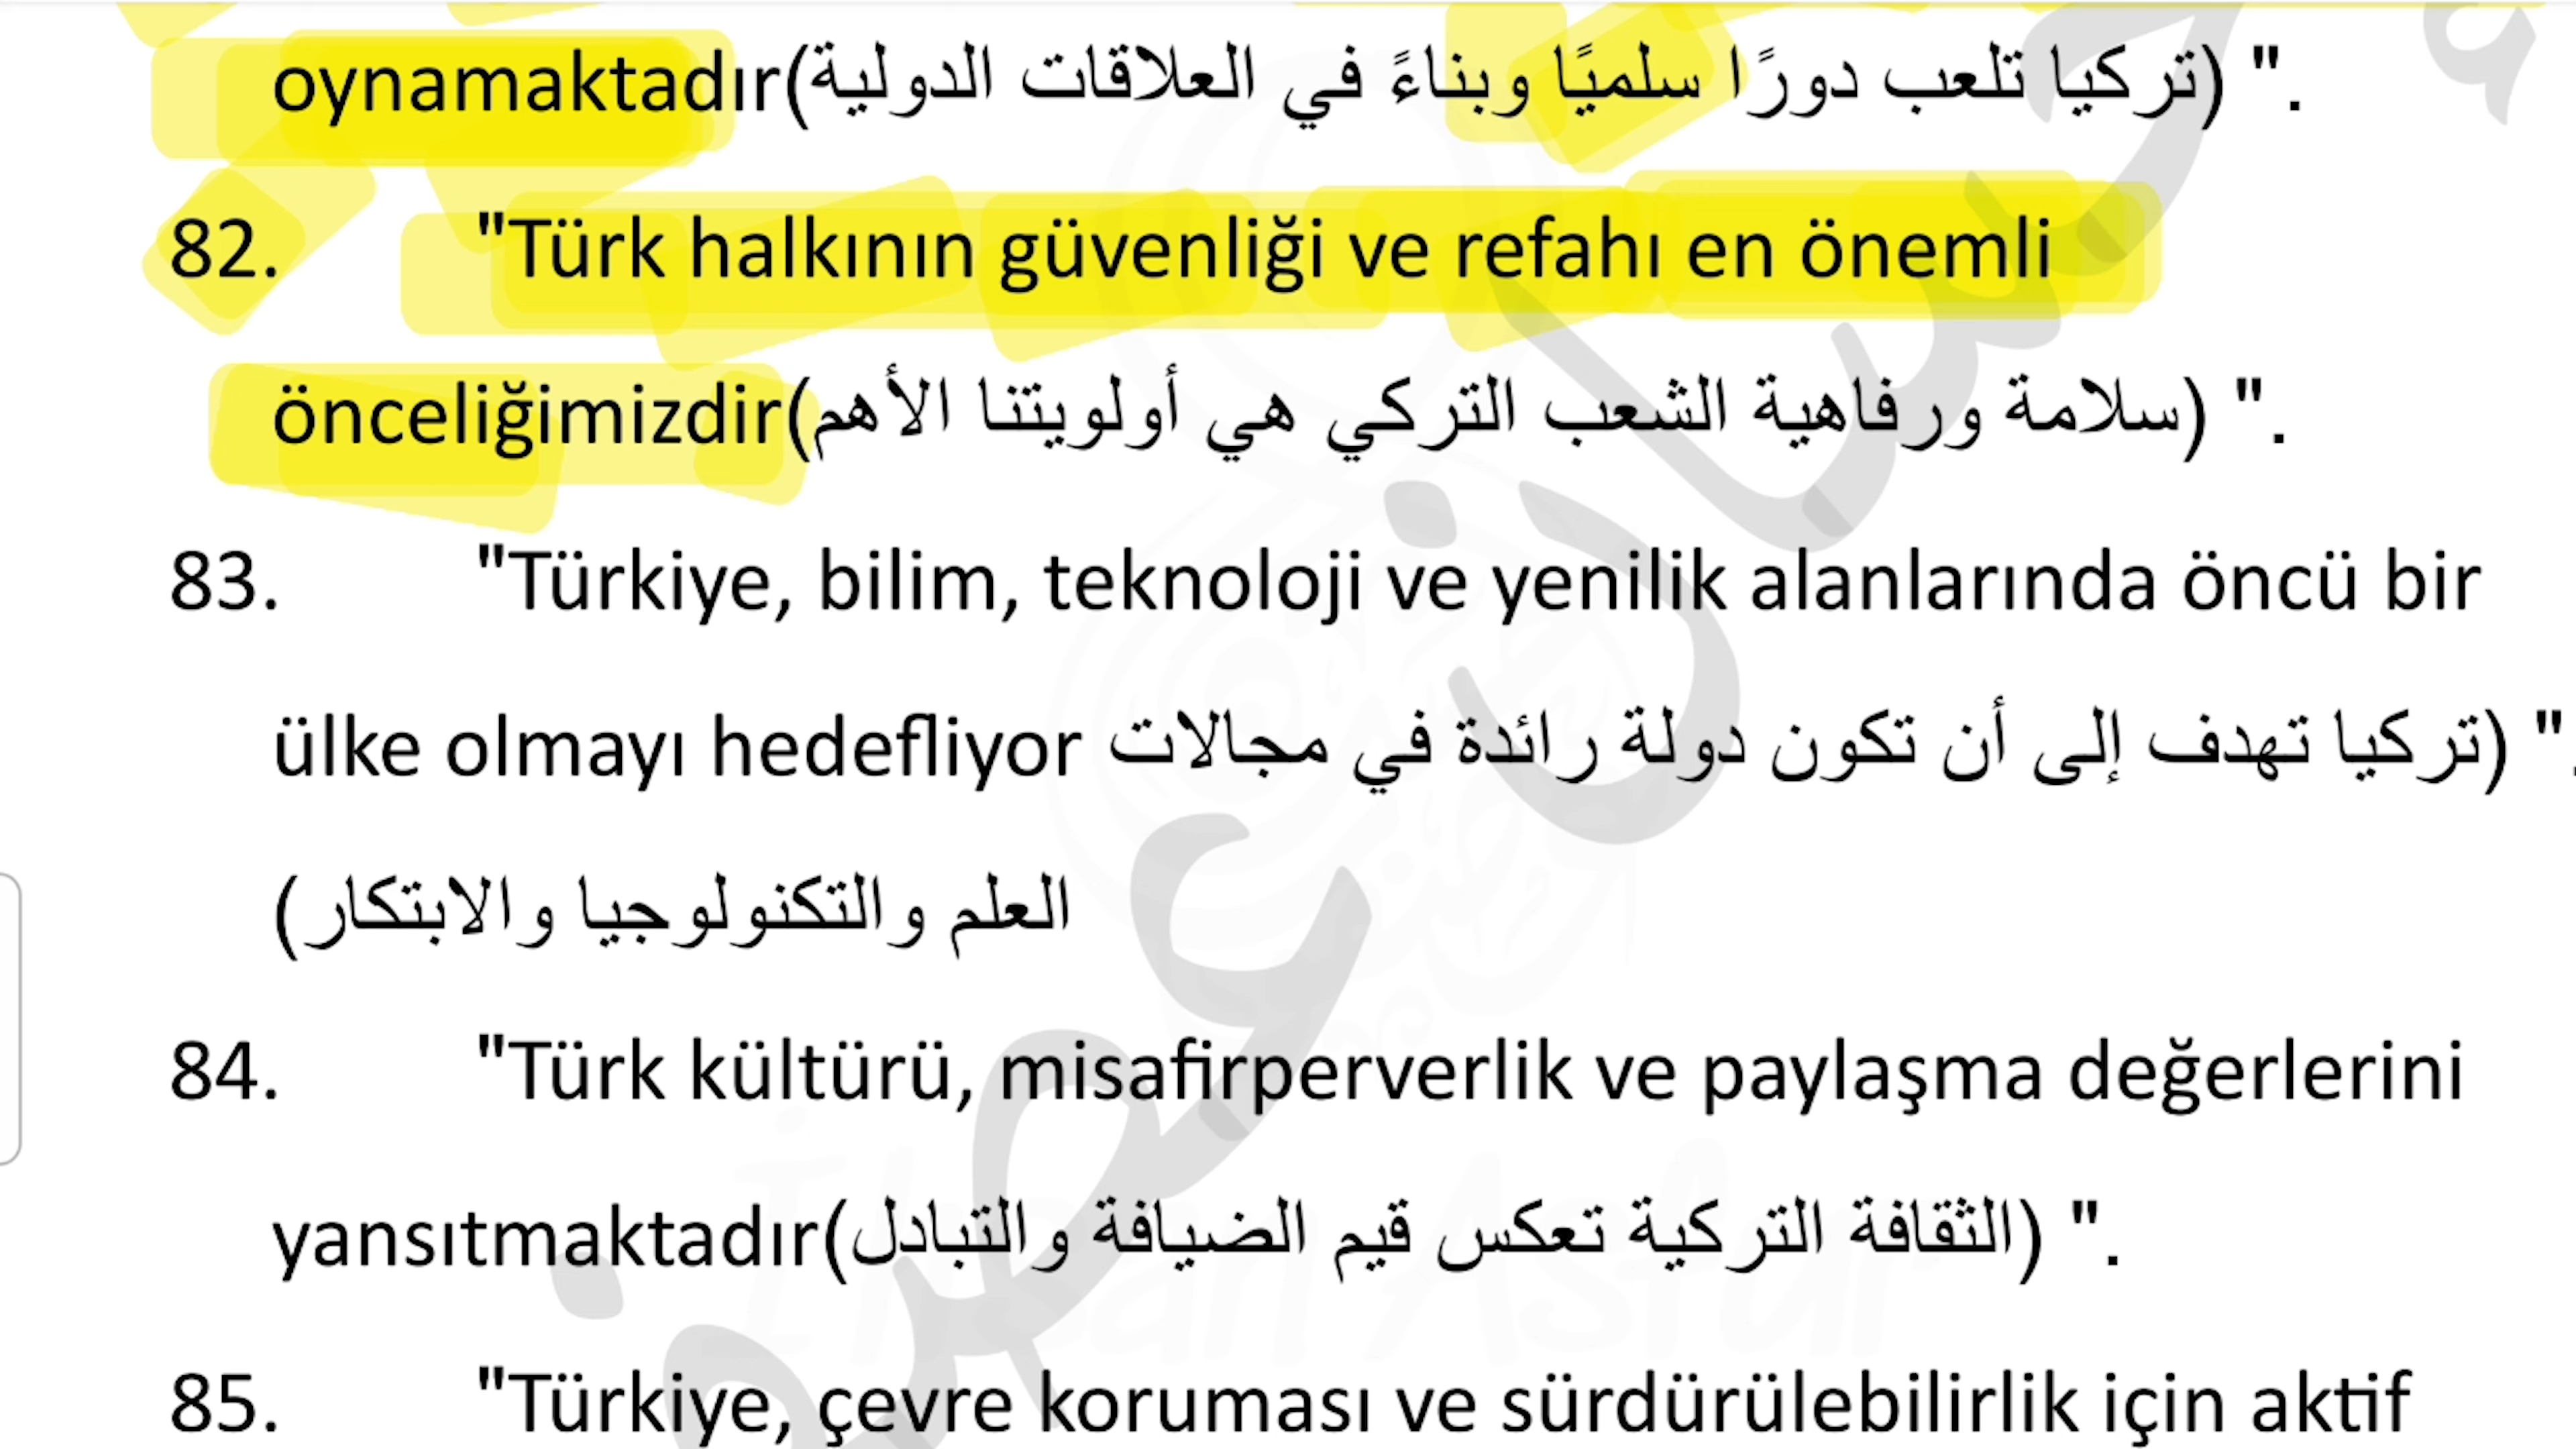 oynamaktadır(تركيا تلعب دورًا سلميًا وبناءً في العلاقات الدولية) ".
82. "Türk halkının güvenliği ve refahı en önemli
önceliğimizdir(سلامة ورفاهية الشعب التركي هي أولويتنا الأهم) ".
83. "Türkiye, bilim, teknoloji ve yenilik alanlarında öncü bir
ülke olmayı hedefliyor تركيا تهدف إلى أن تكون دولة رائدة في مجالات) ".
العلم والتكنولوجيا والابتكار)
84. "Türk kültürü, misafirperverlik ve paylaşma değerlerini
yansıtmaktadır(الثقافة التركية تعكس قيم الضيافة والتبادل) ".
85. "Türkiye, çevre koruması ve sürdürülebilirlik için aktif